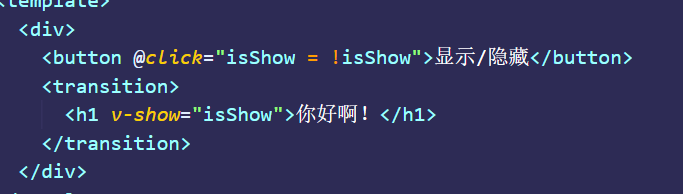 <template>
<div>
<button @click="isShow = !isShow">显示/隐藏</button>
<transition>
<h1 v-show="isShow">你好啊！</h1>
</transition>
</div>